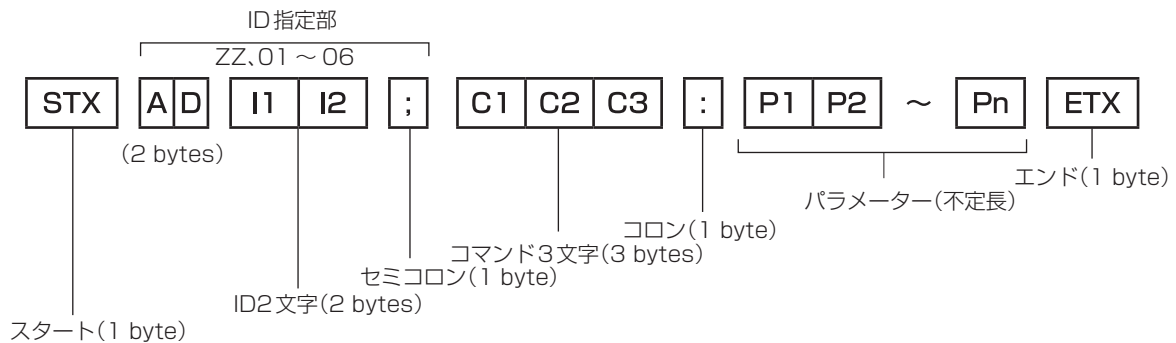 ID指定部
ZZ、01 ~ 06
STX A D I1 I2 ; C1 C2 C3 : P1 P2 ~ Pn ETX
(2 bytes)
エンド(1 byte)
パラメーター(不定長)
コロン(1 byte)
コマンド3文字(3 bytes)
セミコロン(1 byte)
ID2文字(2 bytes)
スタート(1 byte)